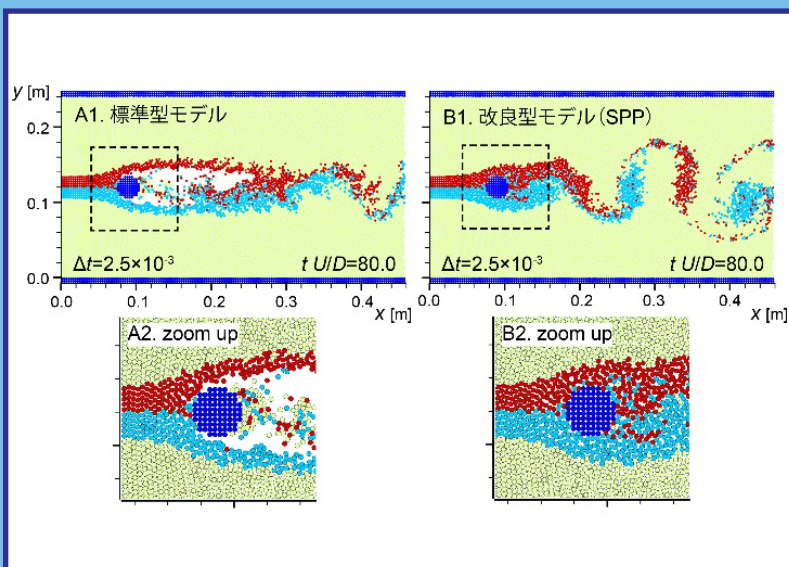 y [m]
A1. 標準型モデル
0.2
0.1
0.0
Δt=2.5×10⁻³
t U/D=80.0
0.0 0.1 0.2 0.3 0.4
x [m]
B1. 改良型モデル(SPP)
Δt=2.5×10⁻³
t U/D=80.0
0.0 0.1 0.2 0.3 0.4
x [m]
A2. zoom up
B2. zoom up